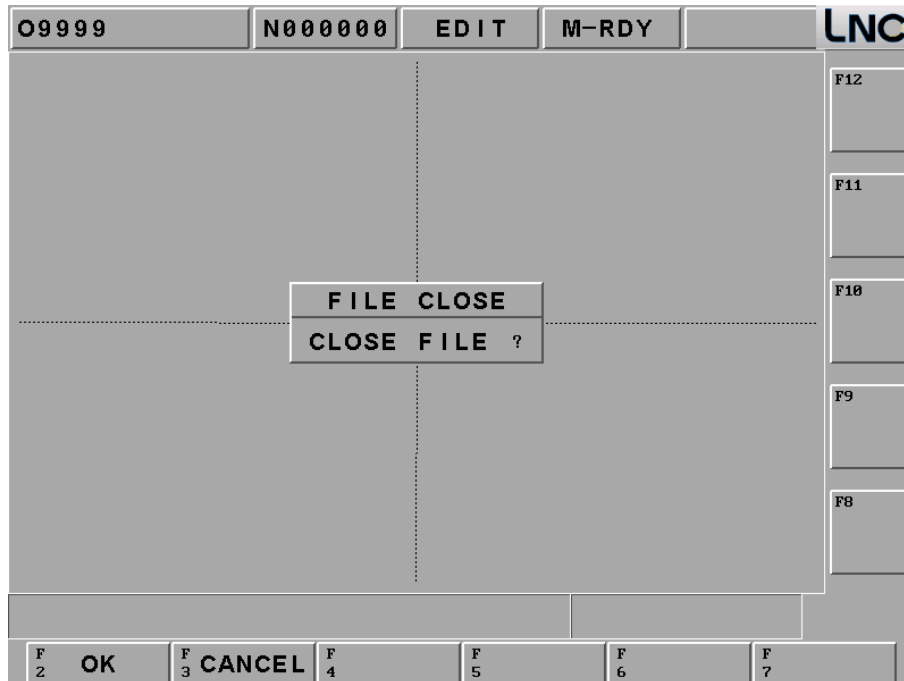 O9999 N000000 EDIT M-RDY LNC
F12
F11
F10
F9
F8
FILE CLOSE
CLOSE FILE ?
F2 OK F3 CANCEL F4 F5 F6 F7